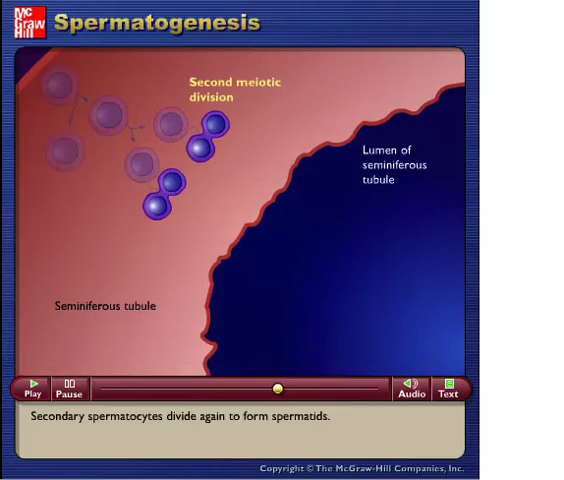 Mc
Graw
Hill
Spermatogenesis
Second meiotic
division
Lumen of
seminiferous
tubule
Seminiferous tubule
Play
Pause
Audio
Text
Secondary spermatocytes divide again to form spermatids.
Copyright © The McGraw-Hill Companies, Inc.